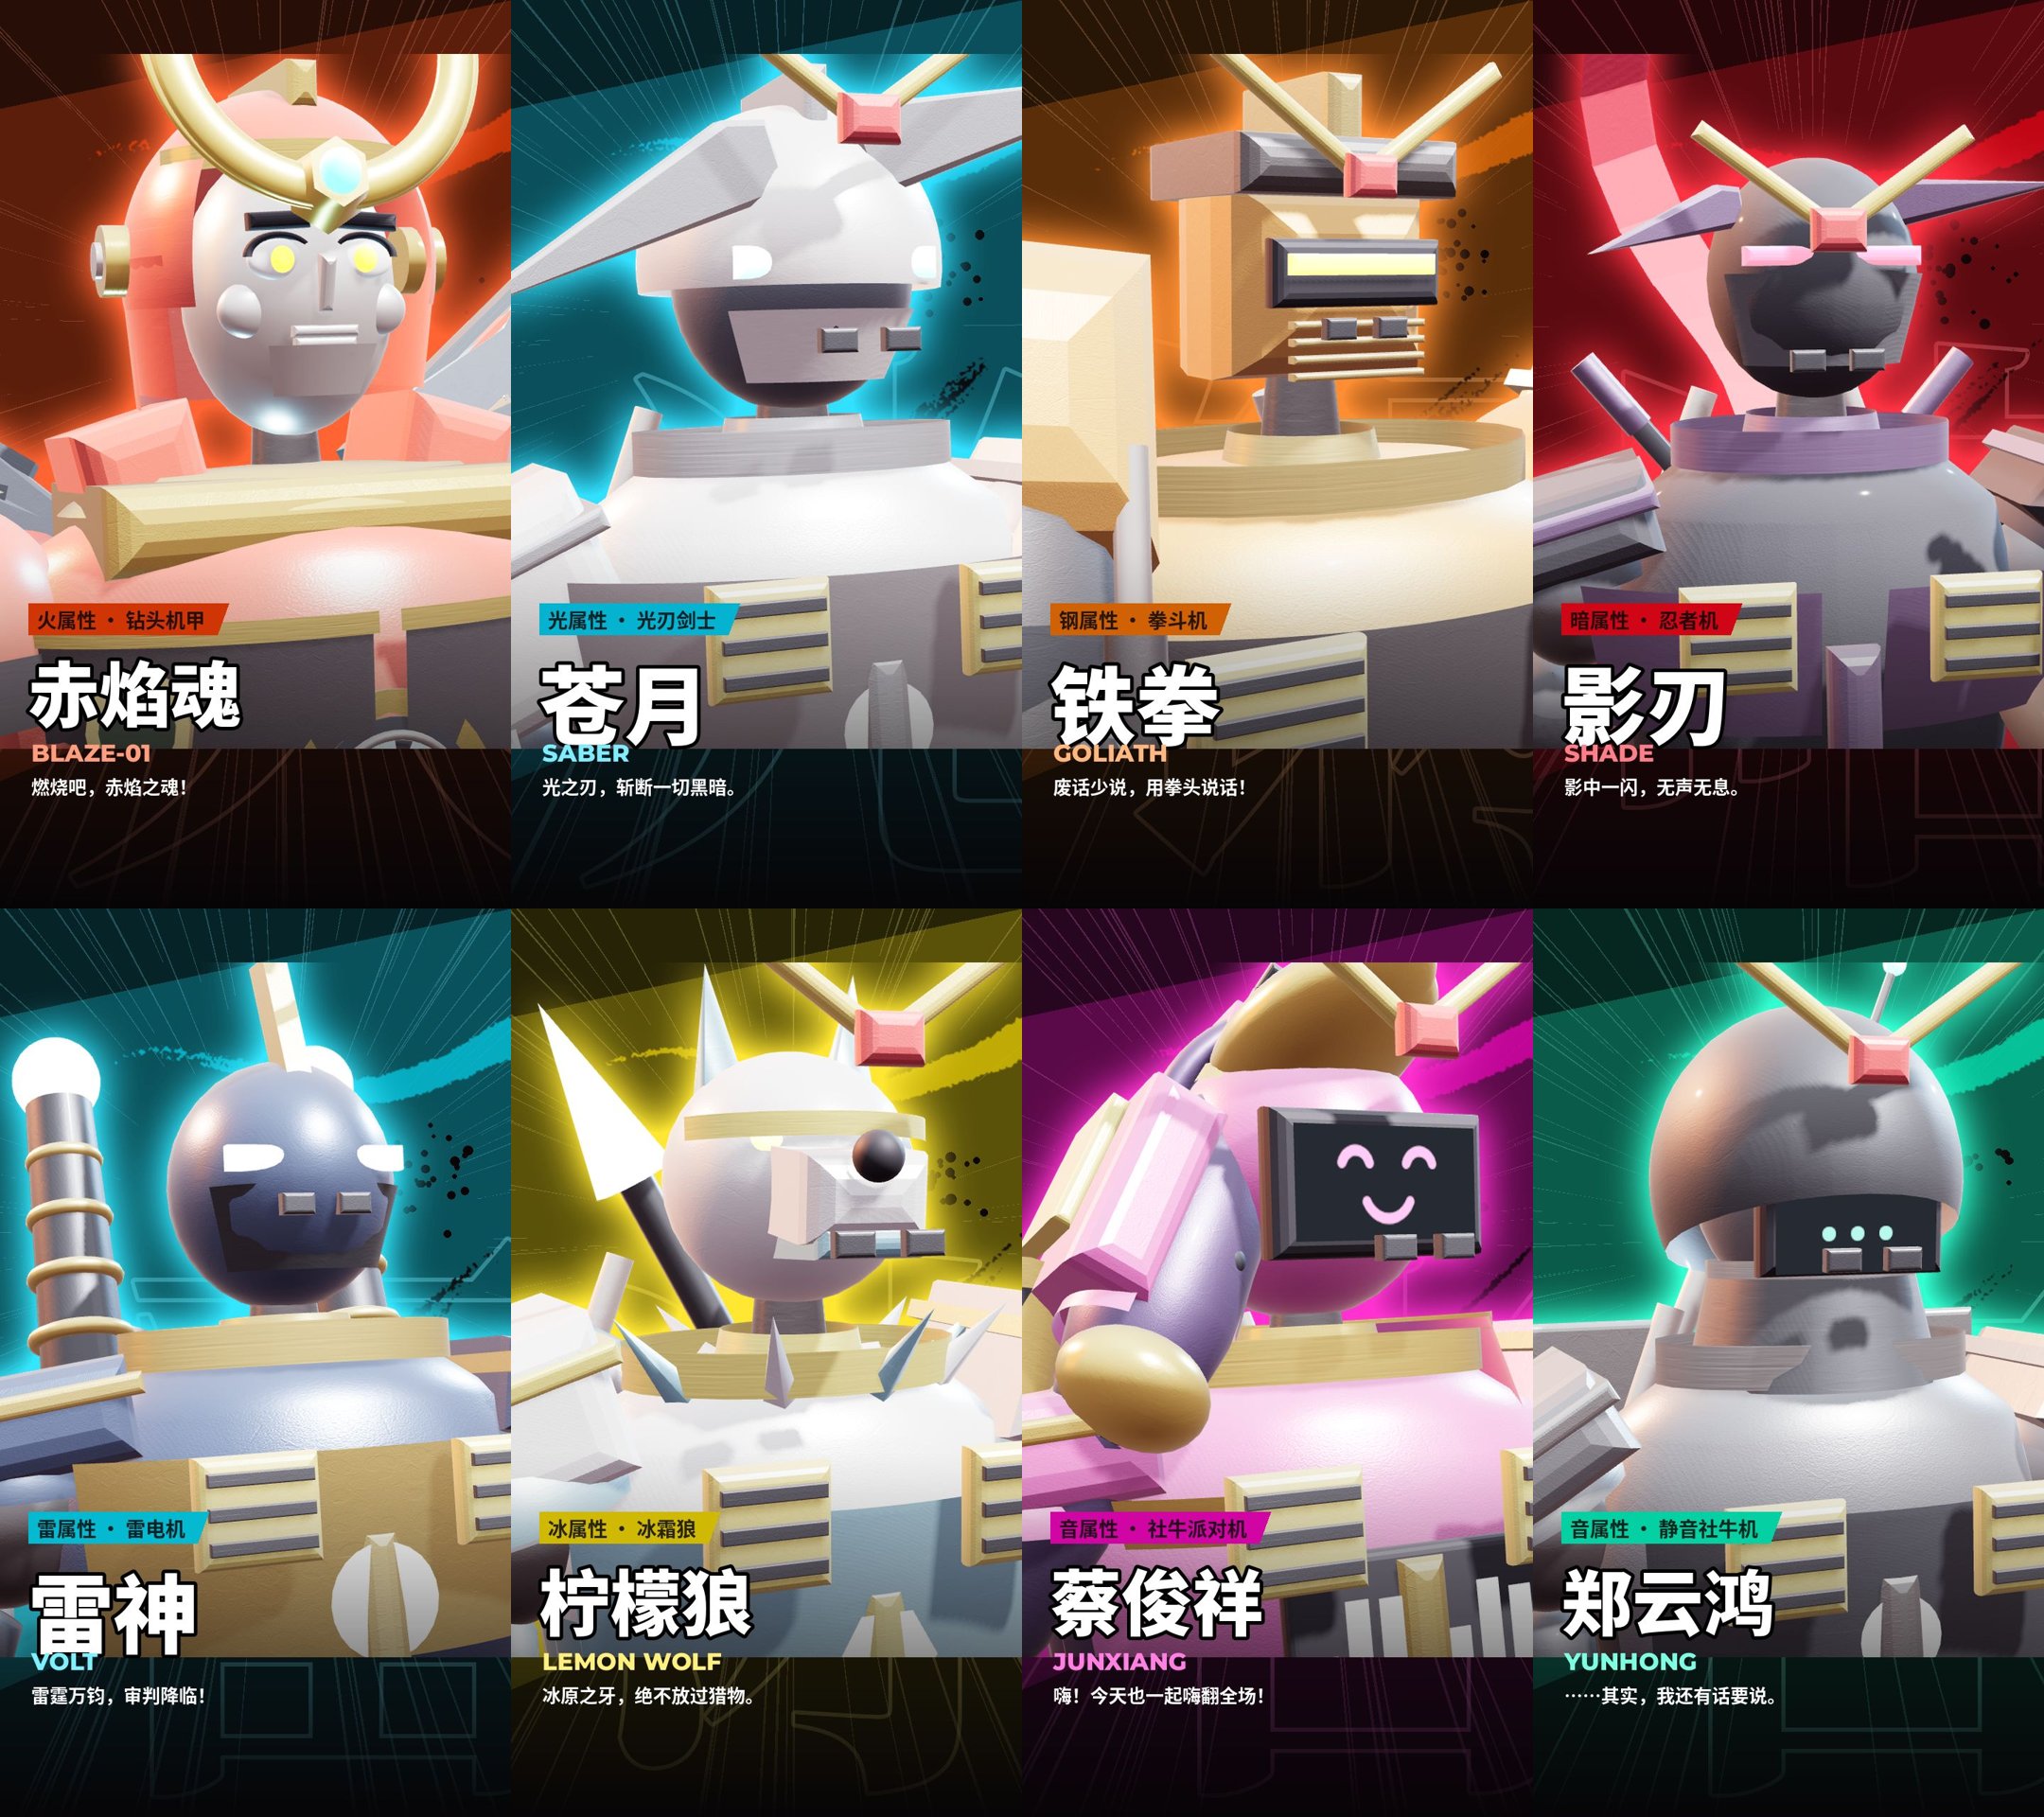 火属性 · 钻头机甲
赤焰魂
BLAZE-01
燃烧吧，赤焰之魂！
光属性 · 光刃剑士
苍月
SABER
光之刃，斩断一切黑暗。
钢属性 · 拳斗机
铁拳
GOLIATH
废话少说，用拳头说话！
暗属性 · 忍者机
影刃
SHADE
影中一闪，无声无息。
雷属性 · 雷电机
雷神
VOLT
雷霆万钧，审判降临！
冰属性 · 冰霜狼
柠檬狼
LEMON WOLF
冰原之牙，绝不放过猎物。
音属性 · 社牛派对机
蔡俊祥
JUNXIANG
嗨！今天也一起嗨翻全场！
音属性 · 静音社牛机
郑云鸿
YUNHONG
……其实，我还有话要说。